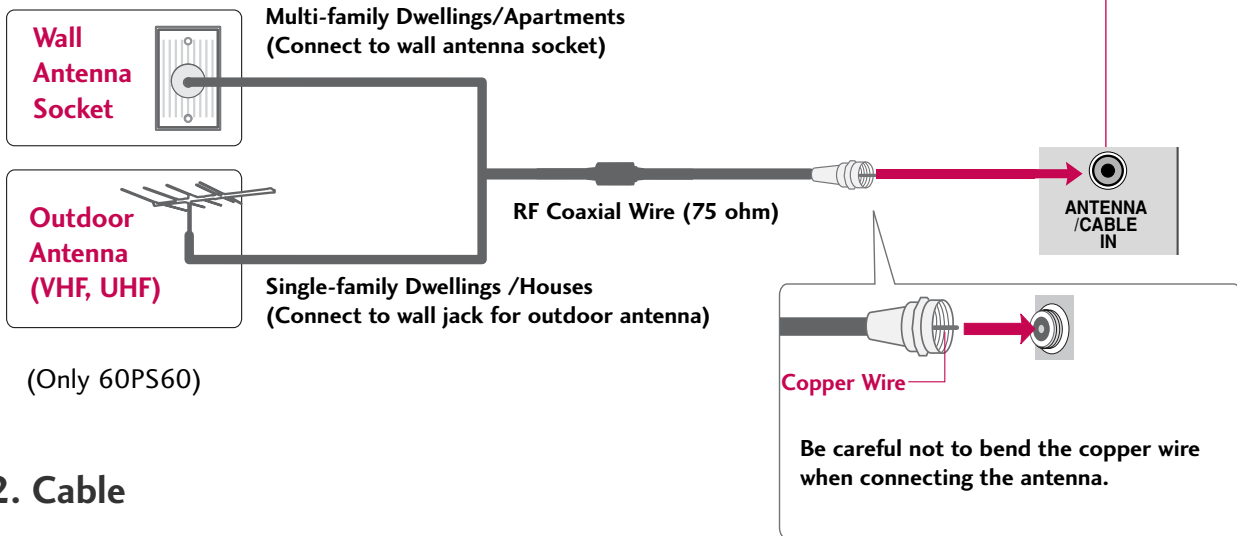 Wall
Antenna
Socket
Multi-family Dwellings/Apartments
(Connect to wall antenna socket)
Outdoor
Antenna
(VHF, UHF)
RF Coaxial Wire (75 ohm)
ANTENNA
/CABLE
IN
Single-family Dwellings /Houses
(Connect to wall jack for outdoor antenna)
(Only 60PS60)
Copper Wire
Be careful not to bend the copper wire
when connecting the antenna.
2. Cable